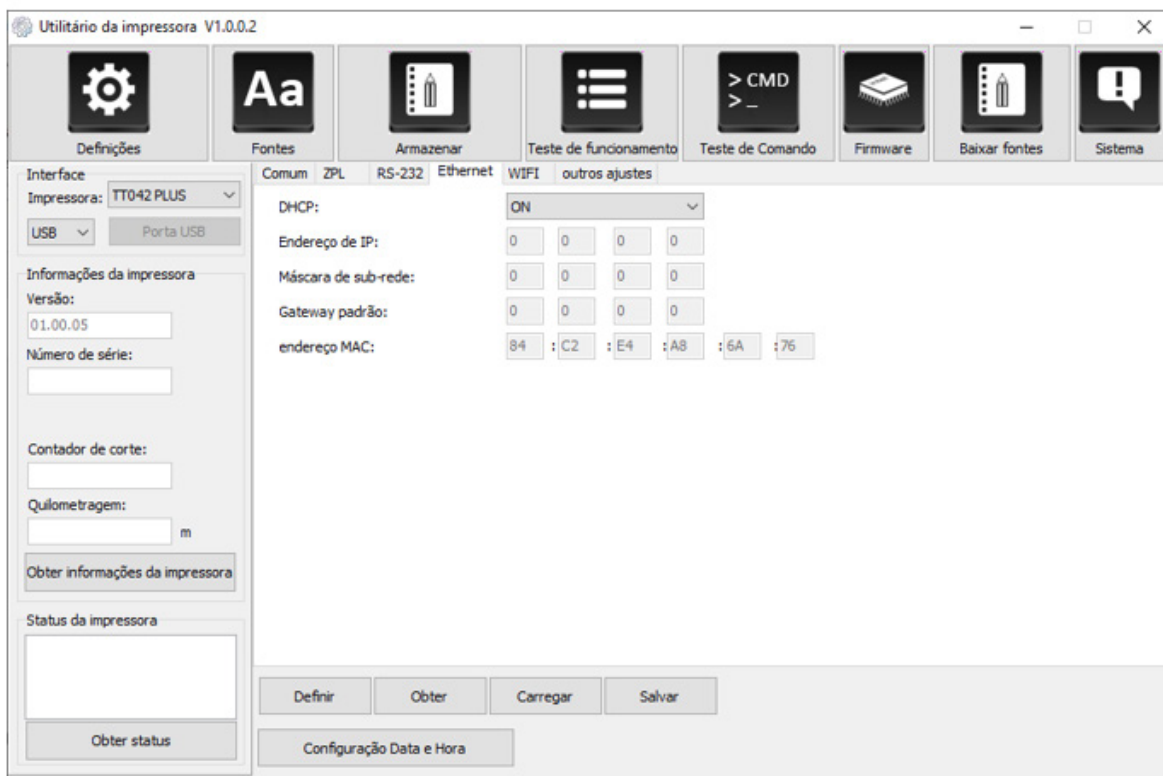 Utilitário da impressora V1.0.0.2
Aa
> CMD
> _
Definições Fontes Armazenar Teste de funcionamento Teste de Comando Firmware Baixar fontes Sistema
Interface
Impressora: TT042 PLUS
USB Porta USB
Informações da impressora
Versão:
01.00.05
Número de série:
Contador de corte:
Quilometragem:
m
Obter informações da impressora
Status da impressora
Obter status
Comum ZPL RS-232 Ethernet WIFI outros ajustes
DHCP: ON
Endereço de IP: 0 0 0 0
Máscara de sub-rede: 0 0 0 0
Gateway padrão: 0 0 0 0
endereço MAC: 84 : C2 : E4 : A8 : 6A : 76
Definir Obter Carregar Salvar
Configuração Data e Hora